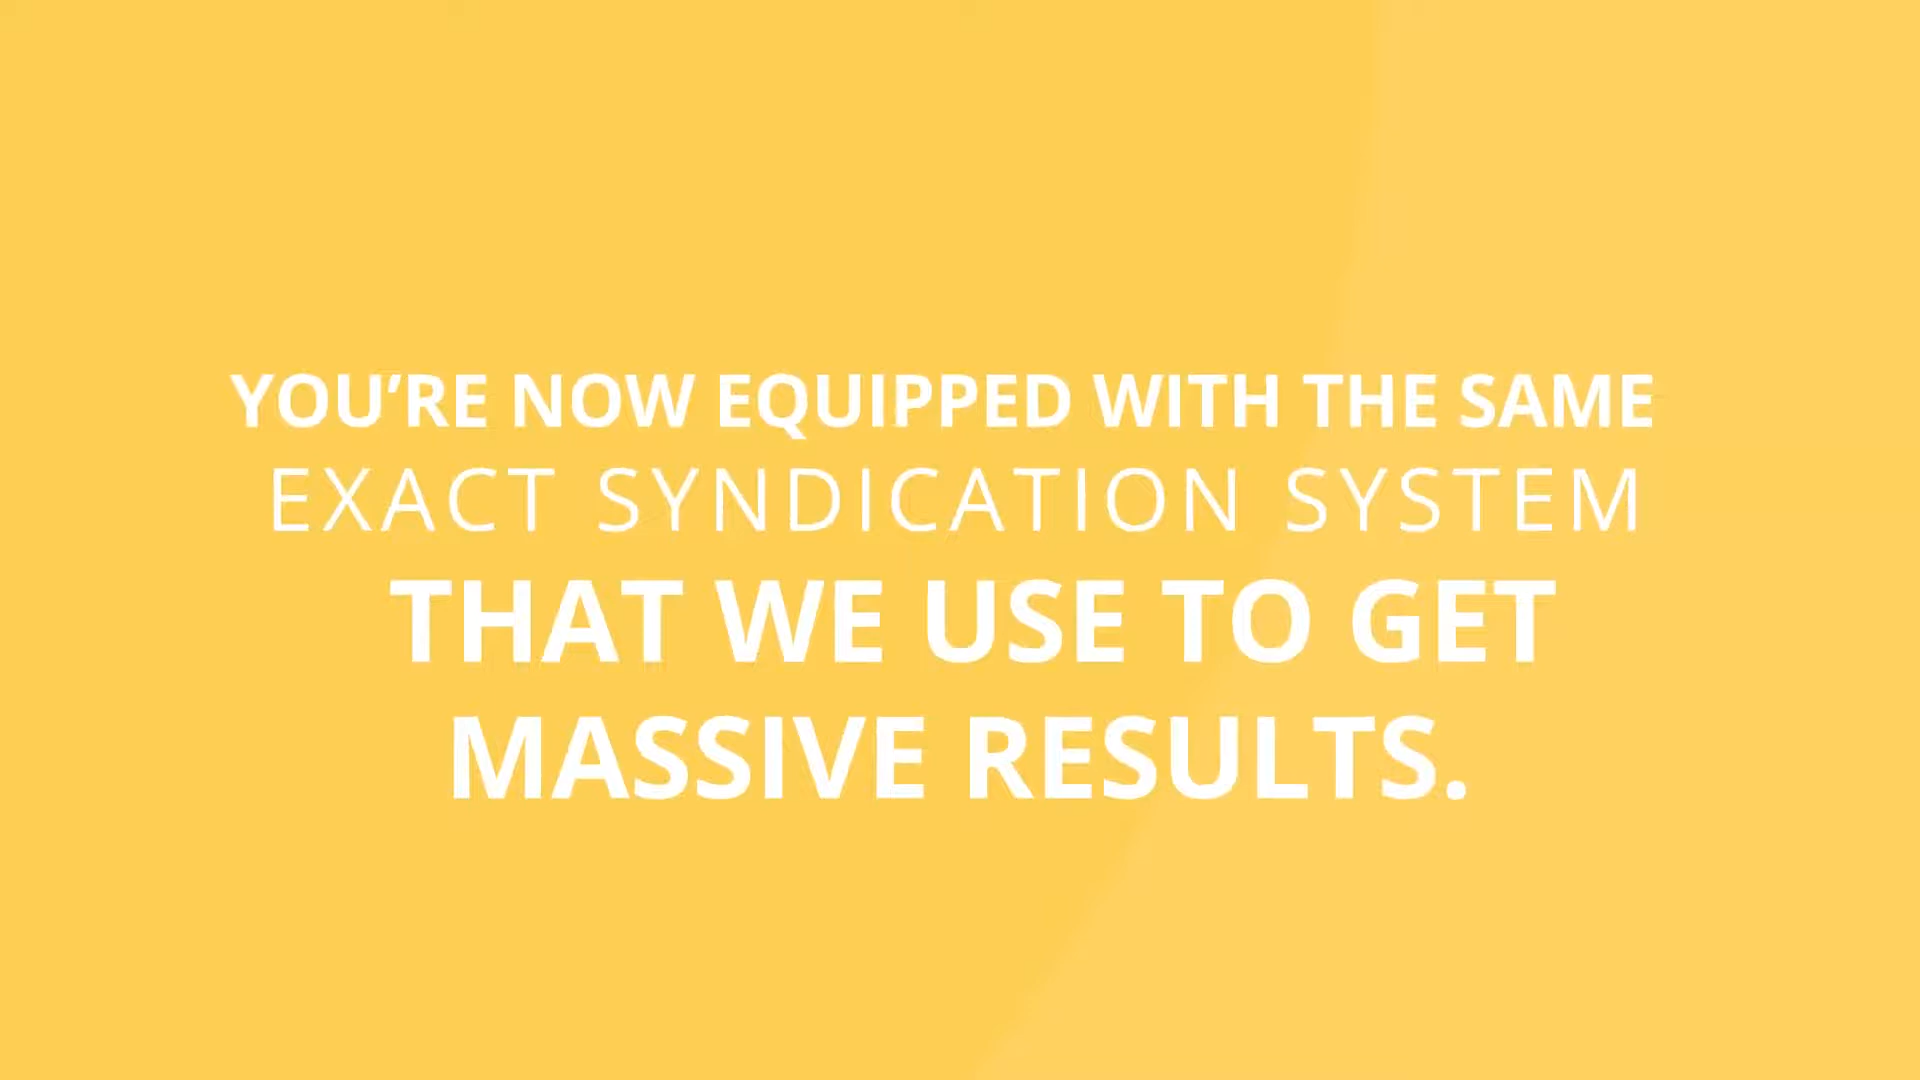 YOU’RE NOW EQUIPPED WITH THE SAME
EXACT SYNDICATION SYSTEM
THAT WE USE TO GET
MASSIVE RESULTS.